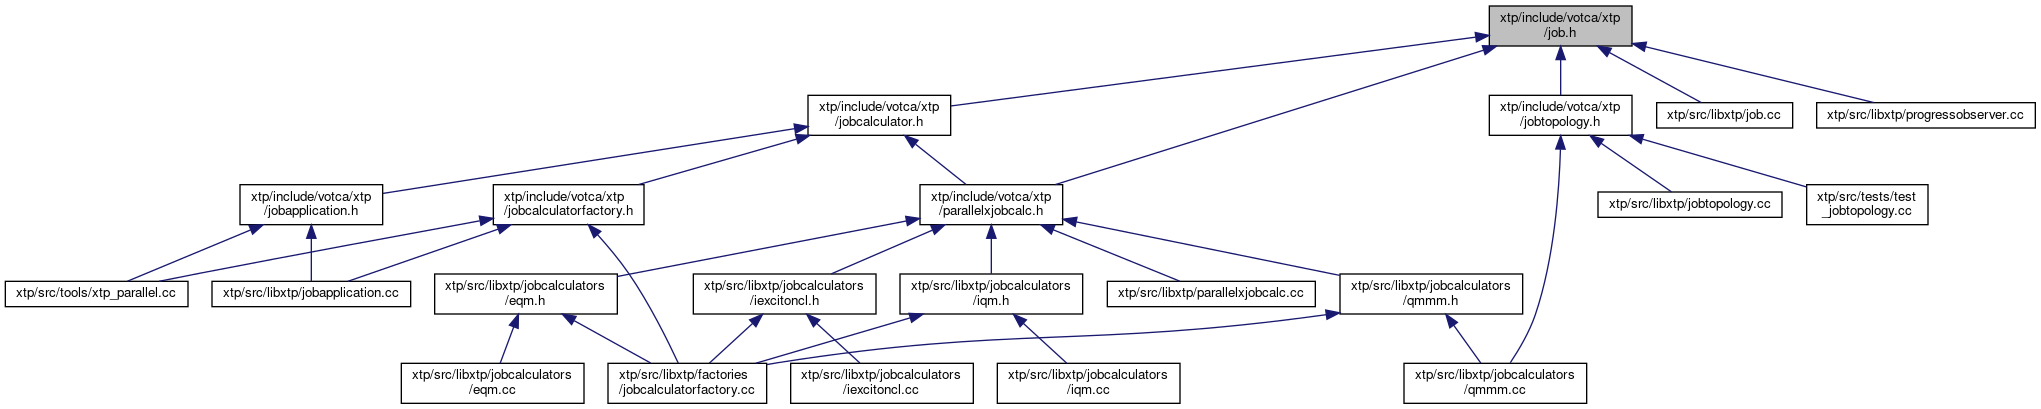 xtp/include/votca/xtp
/job.h
xtp/include/votca/xtp
/jobcalculator.h
xtp/include/votca/xtp
/jobtopology.h
xtp/src/libxtp/job.cc
xtp/src/libxtp/progressobserver.cc
xtp/include/votca/xtp
/jobapplication.h
xtp/include/votca/xtp
/jobcalculatorfactory.h
xtp/include/votca/xtp
/parallelxjobcalc.h
xtp/src/libxtp/jobtopology.cc
xtp/src/tests/test
_jobtopology.cc
xtp/src/tools/xtp_parallel.cc
xtp/src/libxtp/jobapplication.cc
xtp/src/libxtp/jobcalculators
/eqm.h
xtp/src/libxtp/jobcalculators
/iexcitoncl.h
xtp/src/libxtp/jobcalculators
/iqm.h
xtp/src/libxtp/parallelxjobcalc.cc
xtp/src/libxtp/jobcalculators
/qmmm.h
xtp/src/libxtp/jobcalculators
/eqm.cc
xtp/src/libxtp/factories
/jobcalculatorfactory.cc
xtp/src/libxtp/jobcalculators
/iexcitoncl.cc
xtp/src/libxtp/jobcalculators
/iqm.cc
xtp/src/libxtp/jobcalculators
/qmmm.cc